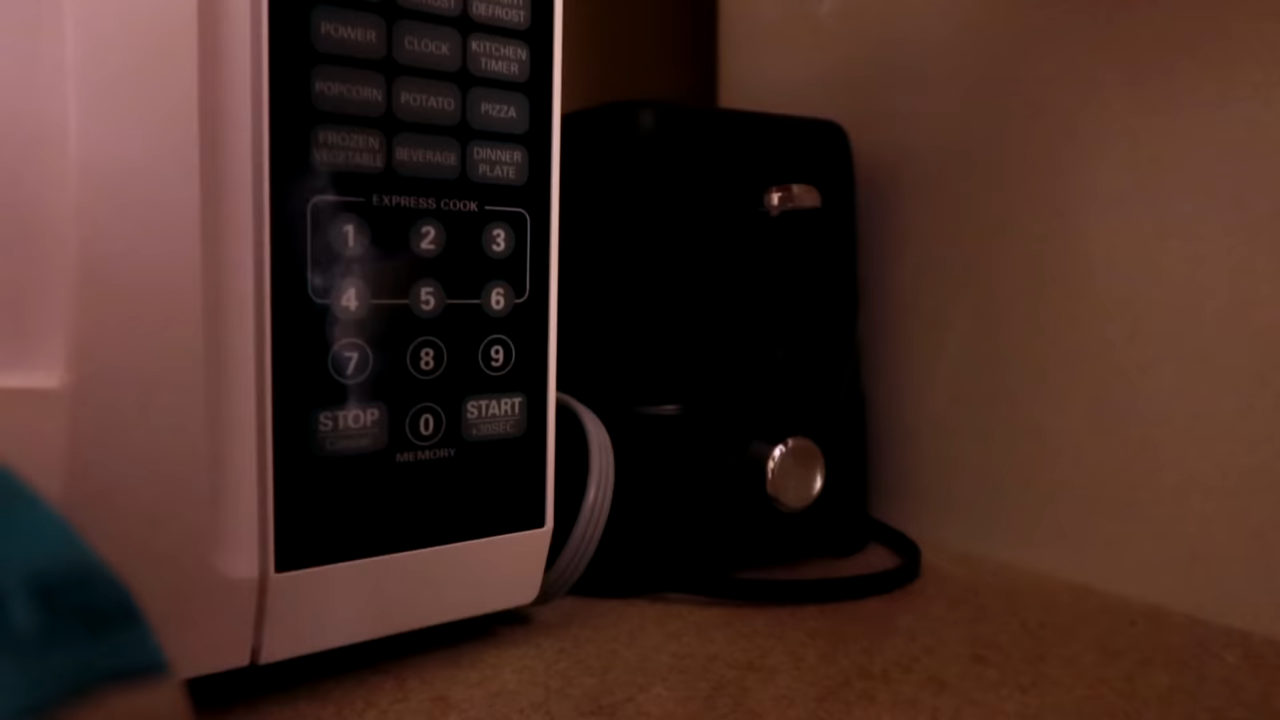 DEFROST
POWER CLOCK KITCHEN
TIMER
POPCORN POTATO PIZZA
FROZEN
VEGETABLE BEVERAGE DINNER
PLATE
EXPRESS COOK
1 2 3
4 5 6
7 8 9
STOP 0 START
+30SEC
MEMORY